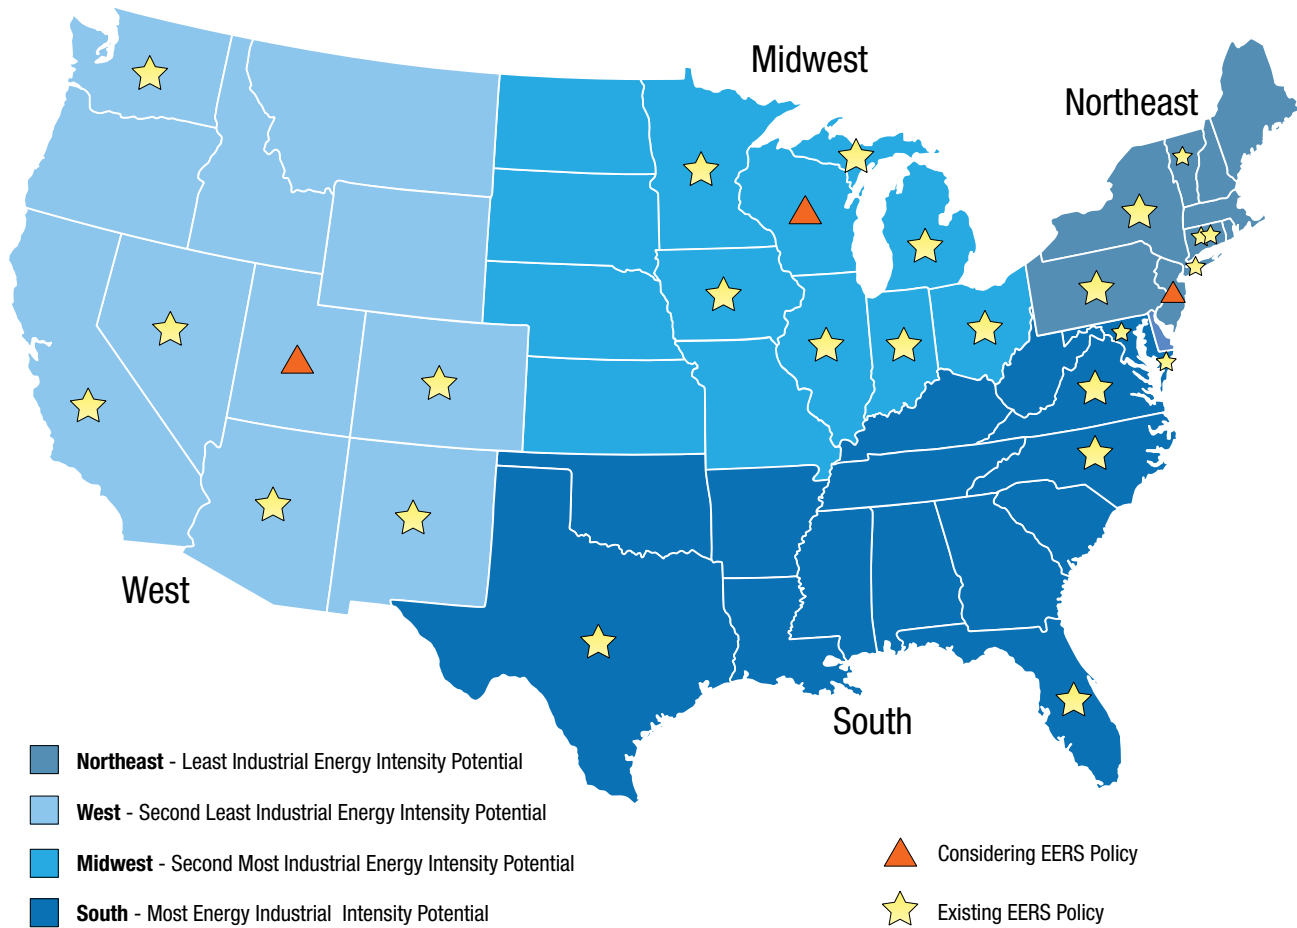 Midwest
Northeast
West
South
Northeast - Least Industrial Energy Intensity Potential
West - Second Least Industrial Energy Intensity Potential
Midwest - Second Most Industrial Energy Intensity Potential
South - Most Energy Industrial  Intensity Potential
Considering EERS Policy
Existing EERS Policy